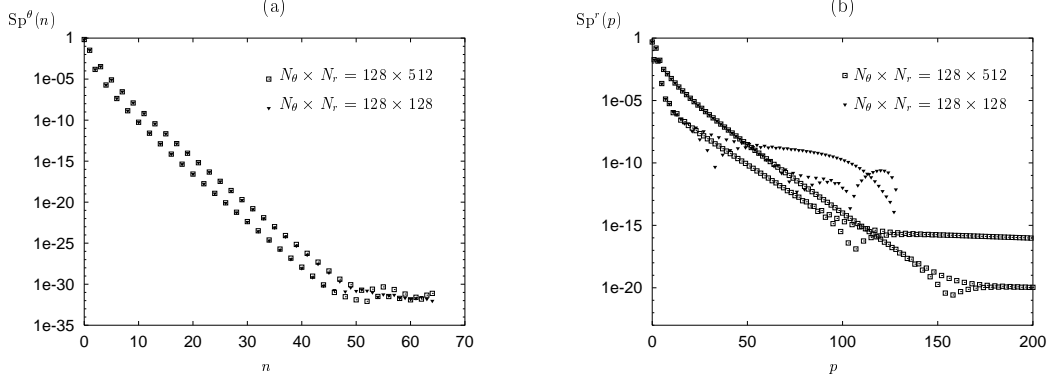 (a)
Sp^θ(n)
1
1e-05
1e-10
1e-15
1e-20
1e-25
1e-30
1e-35
0 10 20 30 40 50 60 70
n
N_θ × N_r = 128 × 512
N_θ × N_r = 128 × 128
(b)
Sp^r(p)
1
1e-05
1e-10
1e-15
1e-20
0 50 100 150 200
p
N_θ × N_r = 128 × 512
N_θ × N_r = 128 × 128